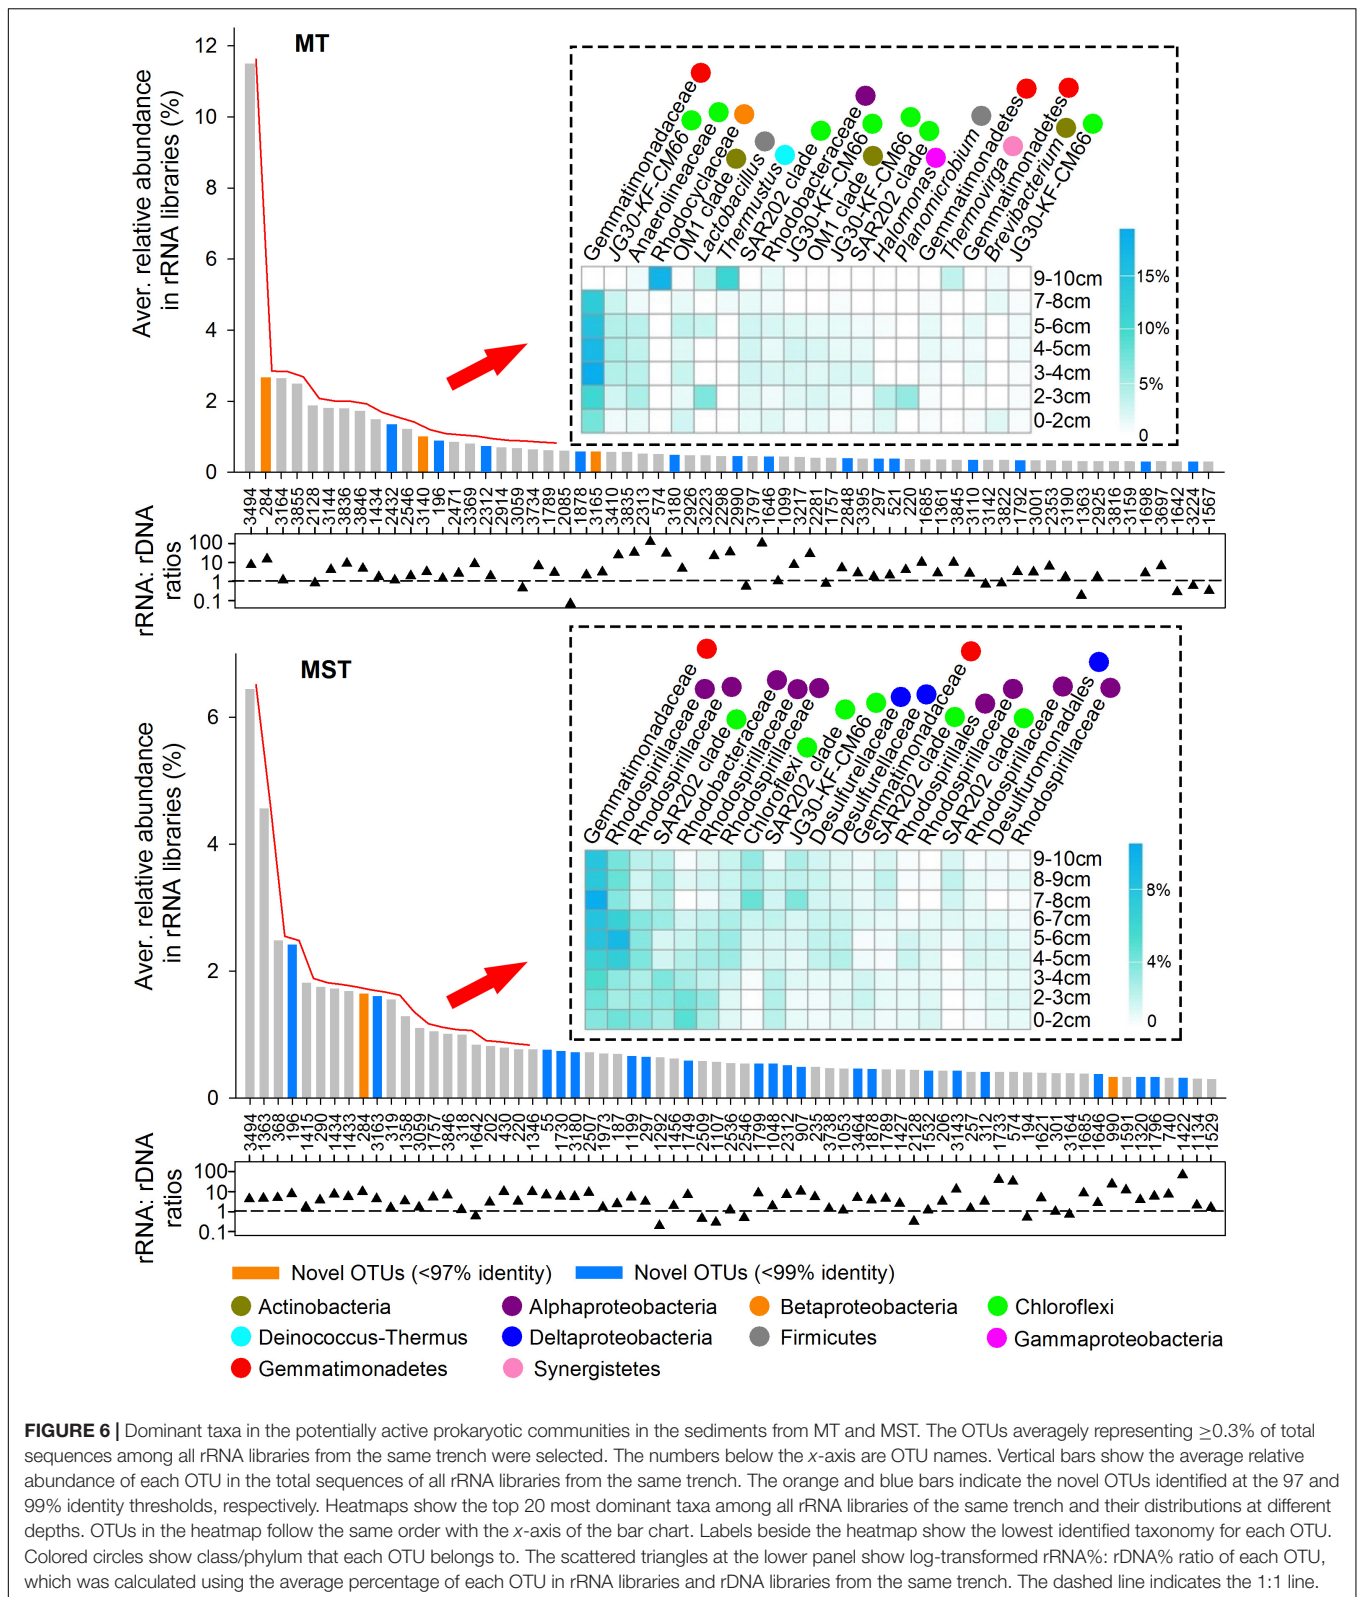 MT
12
10
8
6
4
2
0
Aver. relative abundance
in rRNA libraries (%)
Gemmatimonadaceae
JG30-KF-CM66
Anaerolineaceae
Rhodocyclaceae
OM1 clade
Lactobacillus
Thermustus
SAR202 clade
Rhodobacteraceae
JG30-KF-CM66
OM1 clade
JG30-KF-CM66
SAR202 clade
Halomonas
Planomicrobium
Gemmatimonadetes
Thermovirga
Gemmatimonadetes
Brevibacterium
JG30-KF-CM66
9-10cm
7-8cm
5-6cm
4-5cm
3-4cm
2-3cm
0-2cm
15%
10%
5%
0
3494 284 3164 3855 2128 3144 3836 3846 1434 2432 2546 3140 196 2471 3369 2312 2914 3059 3734 1789 2085 1878 3165 3410 3835 2313 574 3180 2926 3223 2298 2990 3797 1646 1099 3217 2281 1757 2848 3395 297 521 220 1685 1361 3845 3110 3142 3822 1792 3001 2353 3190 1363 2925 3816 3159 1698 3697 1642 3224 1567
rRNA: rDNA
ratios
100
10
1
0.1
MST
6
4
2
0
Aver. relative abundance
in rRNA libraries (%)
Gemmatimonadaceae
Rhodospirillaceae
Rhodospirillaceae
SAR202 clade
Rhodobacteraceae
Rhodospirillaceae
Rhodospirillaceae
Chloroflexi
SAR202 clade
JG30-KF-CM66
Desulfurellaceae
Desulfurellaceae
Gemmatimonadaceae
SAR202 clade
Rhodospirillales
Rhodospirillaceae
SAR202 clade
Rhodospirillaceae
Desulfuromonadales
Rhodospirillaceae
9-10cm
8-9cm
7-8cm
6-7cm
5-6cm
4-5cm
3-4cm
2-3cm
0-2cm
8%
4%
0
3494 1363 368 196 1415 290 1434 1433 284 3163 319 1358 3059 1757 3846 318 1642 202 436 220 1346 55 1730 3180 2507 1973 187 1199 297 1292 1456 1749 2509 1107 2536 2546 1799 1048 2312 907 235 3738 1053 3464 1878 1789 1427 2128 1532 206 3143 257 312 1733 574 194 1621 301 3164 1685 1646 990 1591 1320 1796 740 1422 1134 1529
rRNA: rDNA
ratios
100
10
1
0.1
Novel OTUs (<97% identity) Novel OTUs (<99% identity)
Actinobacteria Alphaproteobacteria Betaproteobacteria Chloroflexi
Deinococcus-Thermus Deltaproteobacteria Firmicutes Gammaproteobacteria
Gemmatimonadetes Synergistetes
FIGURE 6 | Dominant taxa in the potentially active prokaryotic communities in the sediments from MT and MST. The OTUs averagely representing ≥0.3% of total
sequences among all rRNA libraries from the same trench were selected. The numbers below the x-axis are OTU names. Vertical bars show the average relative
abundance of each OTU in the total sequences of all rRNA libraries from the same trench. The orange and blue bars indicate the novel OTUs identified at the 97 and
99% identity thresholds, respectively. Heatmaps show the top 20 most dominant taxa among all rRNA libraries of the same trench and their distributions at different
depths. OTUs in the heatmap follow the same order with the x-axis of the bar chart. Labels beside the heatmap show the lowest identified taxonomy for each OTU.
Colored circles show class/phylum that each OTU belongs to. The scattered triangles at the lower panel show log-transformed rRNA%: rDNA% ratio of each OTU,
which was calculated using the average percentage of each OTU in rRNA libraries and rDNA libraries from the same trench. The dashed line indicates the 1:1 line.